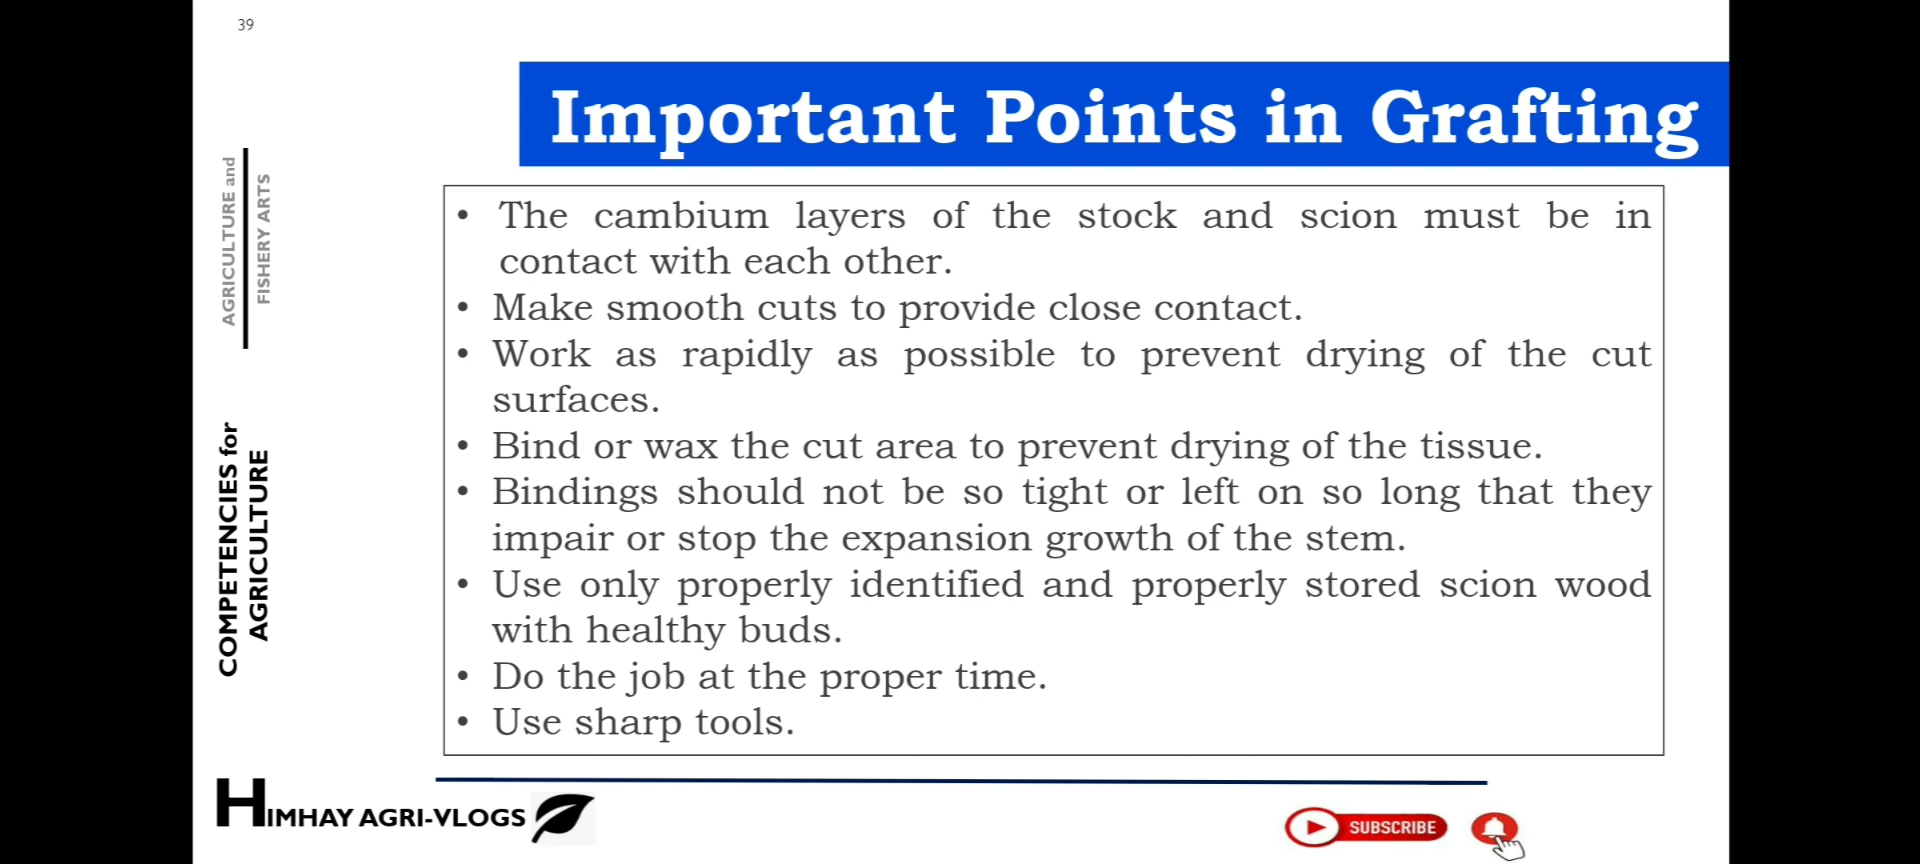 39
Important Points in Grafting
AGRICULTURE and
FISHERY ARTS
COMPETENCIES for
AGRICULTURE
• The cambium layers of the stock and scion must be in
contact with each other.
• Make smooth cuts to provide close contact.
• Work as rapidly as possible to prevent drying of the cut
surfaces.
• Bind or wax the cut area to prevent drying of the tissue.
• Bindings should not be so tight or left on so long that they
impair or stop the expansion growth of the stem.
• Use only properly identified and properly stored scion wood
with healthy buds.
• Do the job at the proper time.
• Use sharp tools.
HIMHAY AGRI-VLOGS
SUBSCRIBE